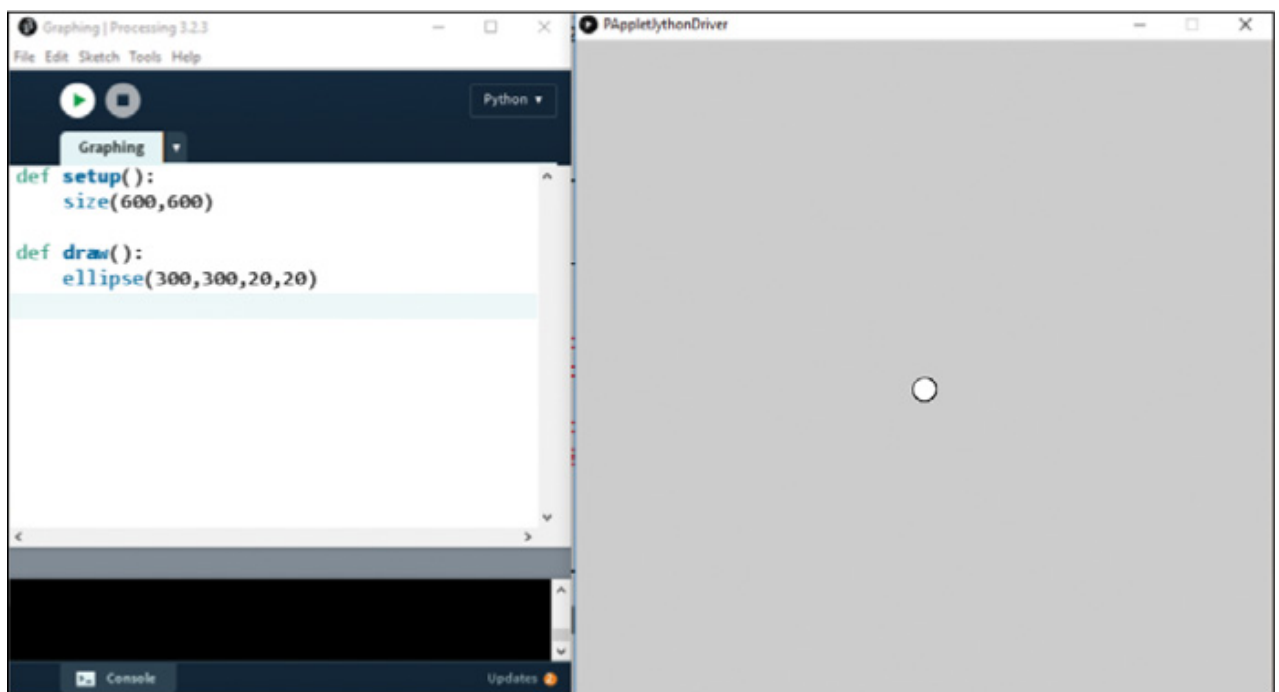 Graphing | Processing 3.2.3
File Edit Sketch Tools Help
Python
Graphing
def setup():
    size(600,600)
def draw():
    ellipse(300,300,20,20)
Console
Updates 2
PAppletJythonDriver